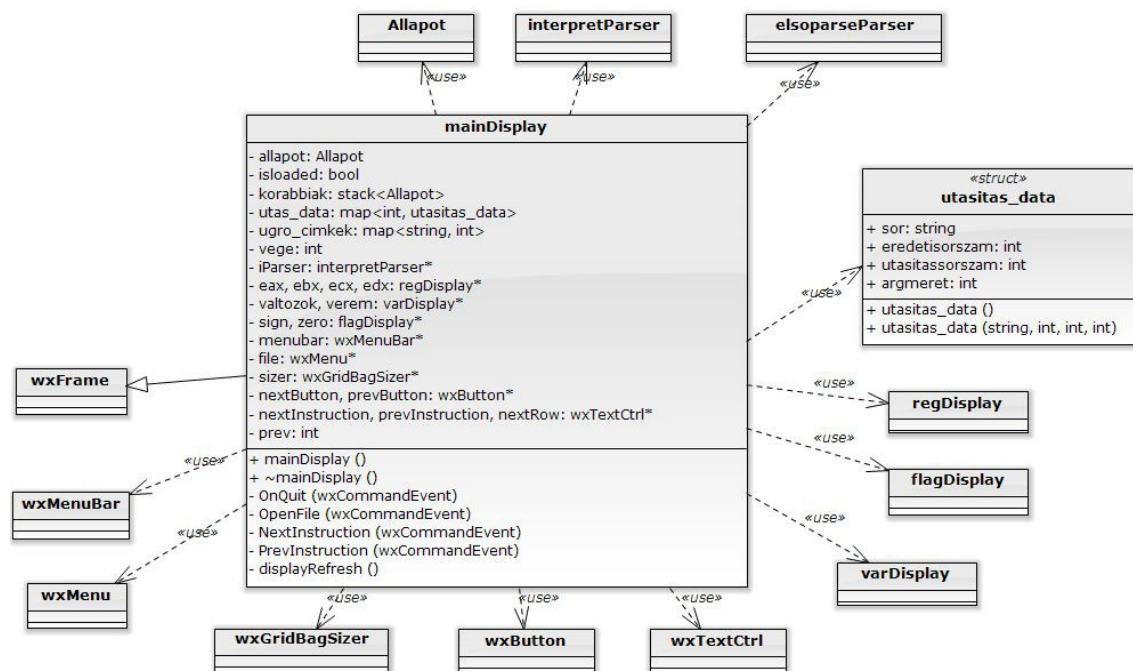 Allapot
interpretParser
elsoparseParser
«use»
«use»
«use»
mainDisplay
- allapot: Allapot
- isloaded: bool
- korabbiak: stack<Allapot>
- utas_data: map<int, utasitas_data>
- ugro_cimkek: map<string, int>
- vege: int
- iParser: interpretParser*
- eax, ebx, ecx, edx: regDisplay*
- valtozok, verem: varDisplay*
- sign, zero: flagDisplay*
- menubar: wxMenuBar*
- file: wxMenu*
- sizer: wxGridBagSizer*
- nextButton, prevButton: wxButton*
- nextInstruction, prevInstruction, nextRow: wxTextCtrl*
- prev: int
+ mainDisplay ()
+ ~mainDisplay ()
- OnQuit (wxCommandEvent)
- OpenFile (wxCommandEvent)
- NextInstruction (wxCommandEvent)
- PrevInstruction (wxCommandEvent)
- displayRefresh ()
«struct»
utasitas_data
+ sor: string
+ eredetisorszam: int
+ utasitassorszam: int
+ argmeret: int
+ utasitas_data ()
+ utasitas_data (string, int, int, int)
«use»
wxFrame
«use»
regDisplay
«use»
flagDisplay
«use»
wxMenuBar
«use»
varDisplay
«use»
wxMenu
«use»
«use»
«use»
wxGridBagSizer
wxButton
wxTextCtrl